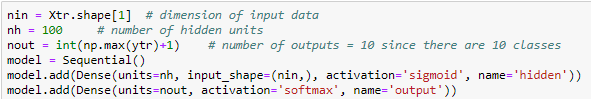 nin = Xtr.shape[1]  # dimension of input data
nh = 100     # number of hidden units
nout = int(np.max(ytr)+1)    # number of outputs = 10 since there are 10 classes
model = Sequential()
model.add(Dense(units=nh, input_shape=(nin,), activation='sigmoid', name='hidden'))
model.add(Dense(units=nout, activation='softmax', name='output'))